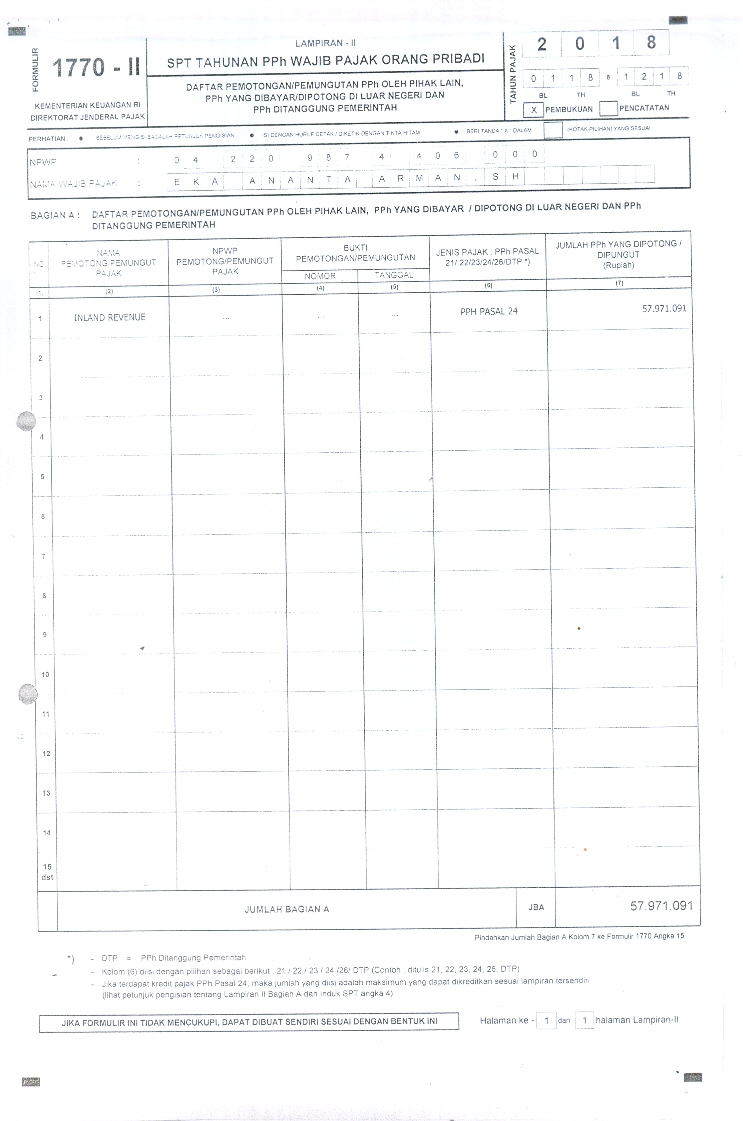 FORMULIR
1770 - II
KEMENTERIAN KEUANGAN RI
DIREKTORAT JENDERAL PAJAK
LAMPIRAN - II
SPT TAHUNAN PPh WAJIB PAJAK ORANG PRIBADI
DAFTAR PEMOTONGAN/PEMUNGUTAN PPh OLEH PIHAK LAIN,
PPh YANG DIBAYAR/DIPOTONG DI LUAR NEGERI DAN
PPh DITANGGUNG PEMERINTAH
TAHUN PAJAK
2 0 1 8
0 1 1 8 s 1 2 1 8
BL TH BL TH
X PEMBUKUAN PENCATATAN
PERHATIAN : • SEBELUM MENGISI BACALAH PETUNJUK PENGISIAN • ISI DENGAN HURUF CETAK / DIKETIK DENGAN TINTA HITAM • BERI TANDA "X" DALAM (KOTAK PILIHAN) YANG SESUAI
NPWP : 0 4 2 2 0 9 8 7 4 4 0 6 0 0 0
NAMA WAJIB PAJAK : E K A A N A N T A A R M A N . S H
BAGIAN A : DAFTAR PEMOTONGAN/PEMUNGUTAN PPh OLEH PIHAK LAIN, PPh YANG DIBAYAR / DIPOTONG DI LUAR NEGERI DAN PPh
DITANGGUNG PEMERINTAH
NO
NAMA
PEMOTONG/PEMUNGUT
PAJAK
NPWP
PEMOTONG/PEMUNGUT
PAJAK
BUKTI
PEMOTONGAN/PEMUNGUTAN
NOMOR TANGGAL
JENIS PAJAK : PPh PASAL
21/ 22/23/24/26/DTP *)
JUMLAH PPh YANG DIPOTONG /
DIPUNGUT
(Rupiah)
(1) (2) (3) (4) (5) (6) (7)
1 INLAND REVENUE ... ... ... PPH PASAL 24 57.971.091
2
3
4
5
6
7
8
9
10
11
12
13
14
15
dst
JUMLAH BAGIAN A JBA 57.971.091
Pindahkan Jumlah Bagian A Kolom 7 ke Formulir 1770 Angka 15
*) - DTP = PPh Ditanggung Pemerintah
- Kolom (6) diisi dengan pilihan sebagai berikut : 21 / 22 / 23 / 24 /26/ DTP (Contoh : ditulis 21, 22, 23, 24, 26, DTP)
- Jika terdapat kredit pajak PPh Pasal 24, maka jumlah yang diisi adalah maksimum yang dapat dikreditkan sesuai lampiran tersendiri
(lihat petunjuk pengisian tentang Lampiran II Bagian A dan Induk SPT angka 4)
JIKA FORMULIR INI TIDAK MENCUKUPI, DAPAT DIBUAT SENDIRI SESUAI DENGAN BENTUK INI
Halaman ke - 1 dari 1 halaman Lampiran-II